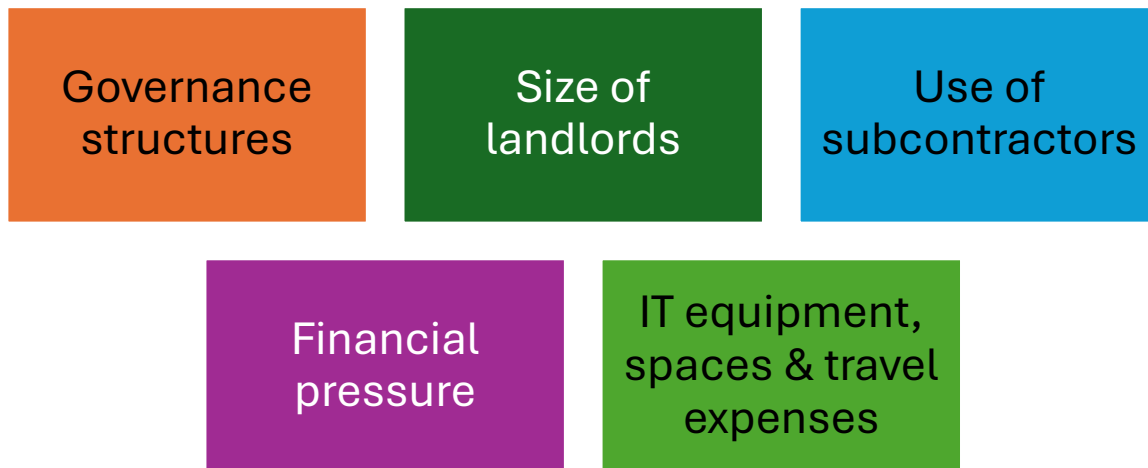 Governance
structures
Size of
landlords
Use of
subcontractors
Financial
pressure
IT equipment,
spaces & travel
expenses